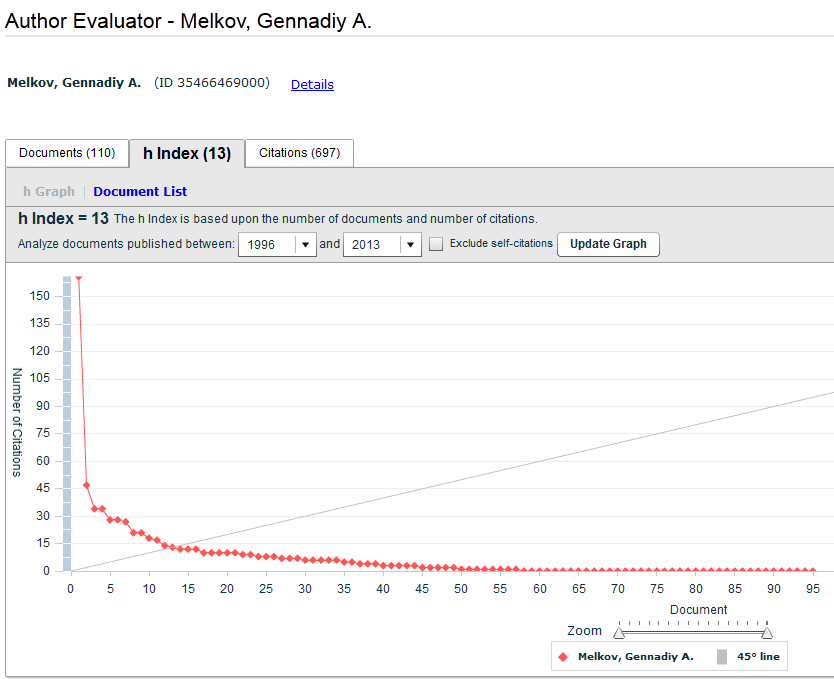 Author Evaluator - Melkov, Gennadiy A.
Melkov, Gennadiy A. (ID 35466469000) Details
Documents (110) h Index (13) Citations (697)
h Graph | Document List
h Index = 13 The h Index is based upon the number of documents and number of citations.
Analyze documents published between: 1996 and 2013 Exclude self-citations Update Graph
Number of Citations
150
135
120
105
90
75
60
45
30
15
0
0 5 10 15 20 25 30 35 40 45 50 55 60 65 70 75 80 85 90 95
Document
Zoom
Melkov, Gennadiy A. 45° line